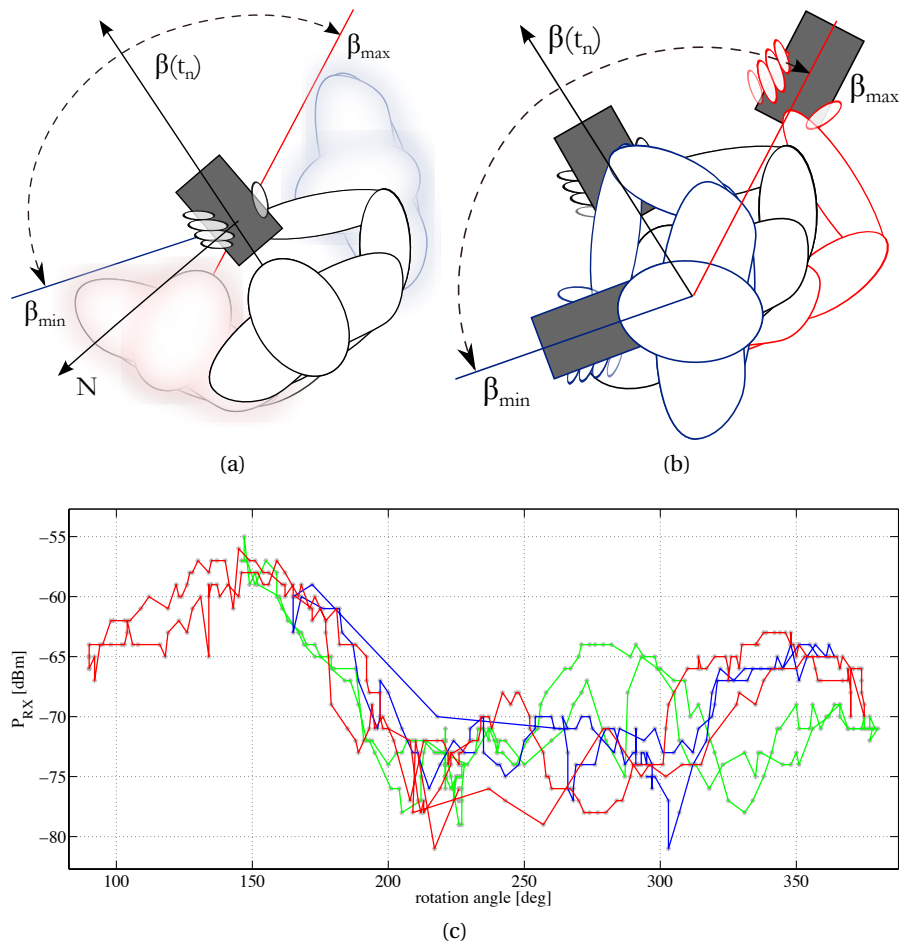 β(tn)
βmax
βmin
N
(a)
β(tn)
βmax
βmin
(b)
−55
−60
−65
−70
−75
−80
PRX [dBm]
100 150 200 250 300 350
rotation angle [deg]
(c)